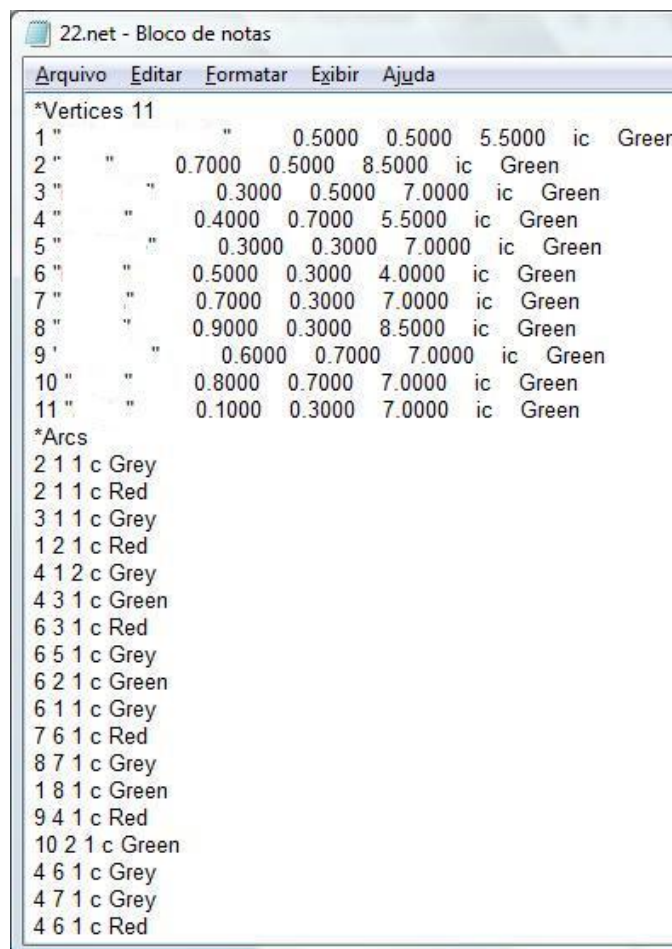 22.net - Bloco de notas
Arquivo Editar Formatar Exibir Ajuda
*Vertices 11
1 " " 0.5000 0.5000 5.5000 ic Green
2 " " 0.7000 0.5000 8.5000 ic Green
3 " " 0.3000 0.5000 7.0000 ic Green
4 " " 0.4000 0.7000 5.5000 ic Green
5 " " 0.3000 0.3000 7.0000 ic Green
6 " " 0.5000 0.3000 4.0000 ic Green
7 " " 0.7000 0.3000 7.0000 ic Green
8 " " 0.9000 0.3000 8.5000 ic Green
9 ' " 0.6000 0.7000 7.0000 ic Green
10 " " 0.8000 0.7000 7.0000 ic Green
11 " " 0.1000 0.3000 7.0000 ic Green
*Arcs
2 1 1 c Grey
2 1 1 c Red
3 1 1 c Grey
1 2 1 c Red
4 1 2 c Grey
4 3 1 c Green
6 3 1 c Red
6 5 1 c Grey
6 2 1 c Green
6 1 1 c Grey
7 6 1 c Red
8 7 1 c Grey
1 8 1 c Green
9 4 1 c Red
10 2 1 c Green
4 6 1 c Grey
4 7 1 c Grey
4 6 1 c Red